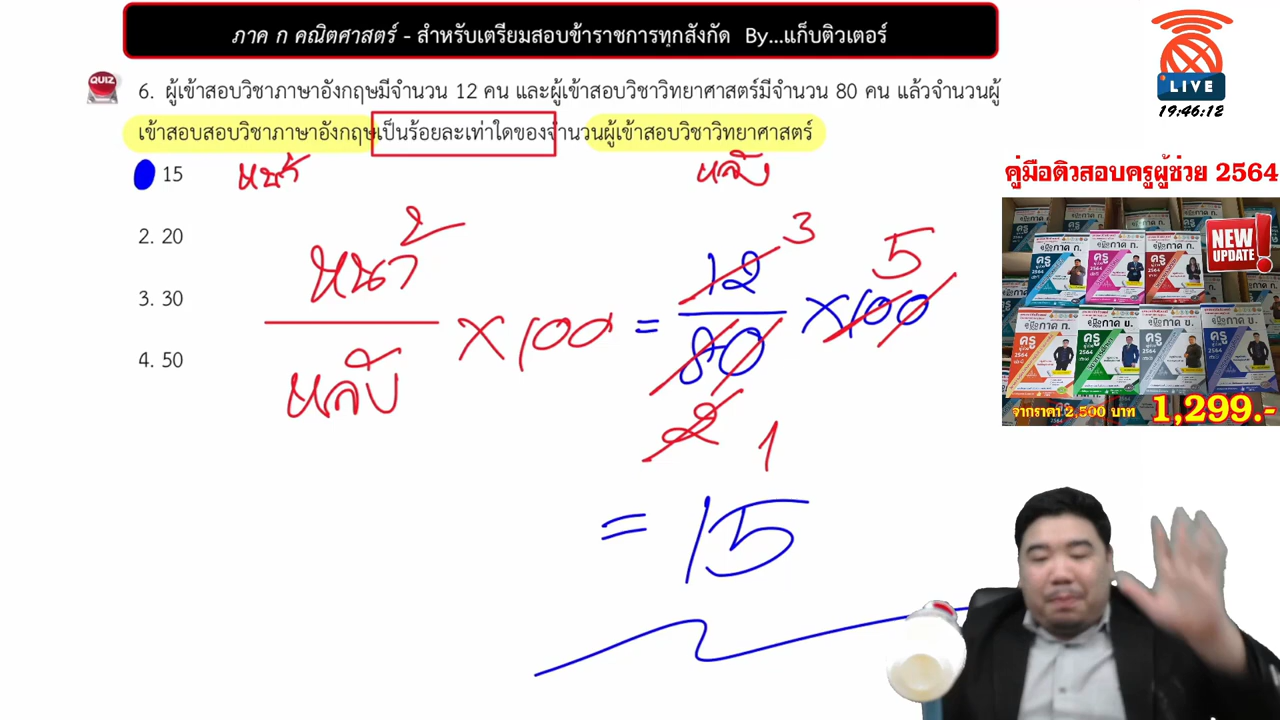 ภาค ก คณิตศาสตร์ - สำหรับเตรียมสอบข้าราชการทุกสังกัด By...แก็บติวเตอร์
LIVE
19:46:12
QUIZ
6. ผู้เข้าสอบวิชาภาษาอังกฤษมีจำนวน 12 คน และผู้เข้าสอบวิชาวิทยาศาสตร์มีจำนวน 80 คน แล้วจำนวนผู้
เข้าสอบสอบวิชาภาษาอังกฤษเป็นร้อยละเท่าใดของจำนวนผู้เข้าสอบวิชาวิทยาศาสตร์
15
หน้า
หลัง
2. 20
3. 30
4. 50
หน้า
หลัง
×100
=
12
80
×100
3
5
2
1
= 15
คู่มือติวสอบครูผู้ช่วย 2564
NEW
UPDATE!
จากราคา 2,500 บาท 1,299.-